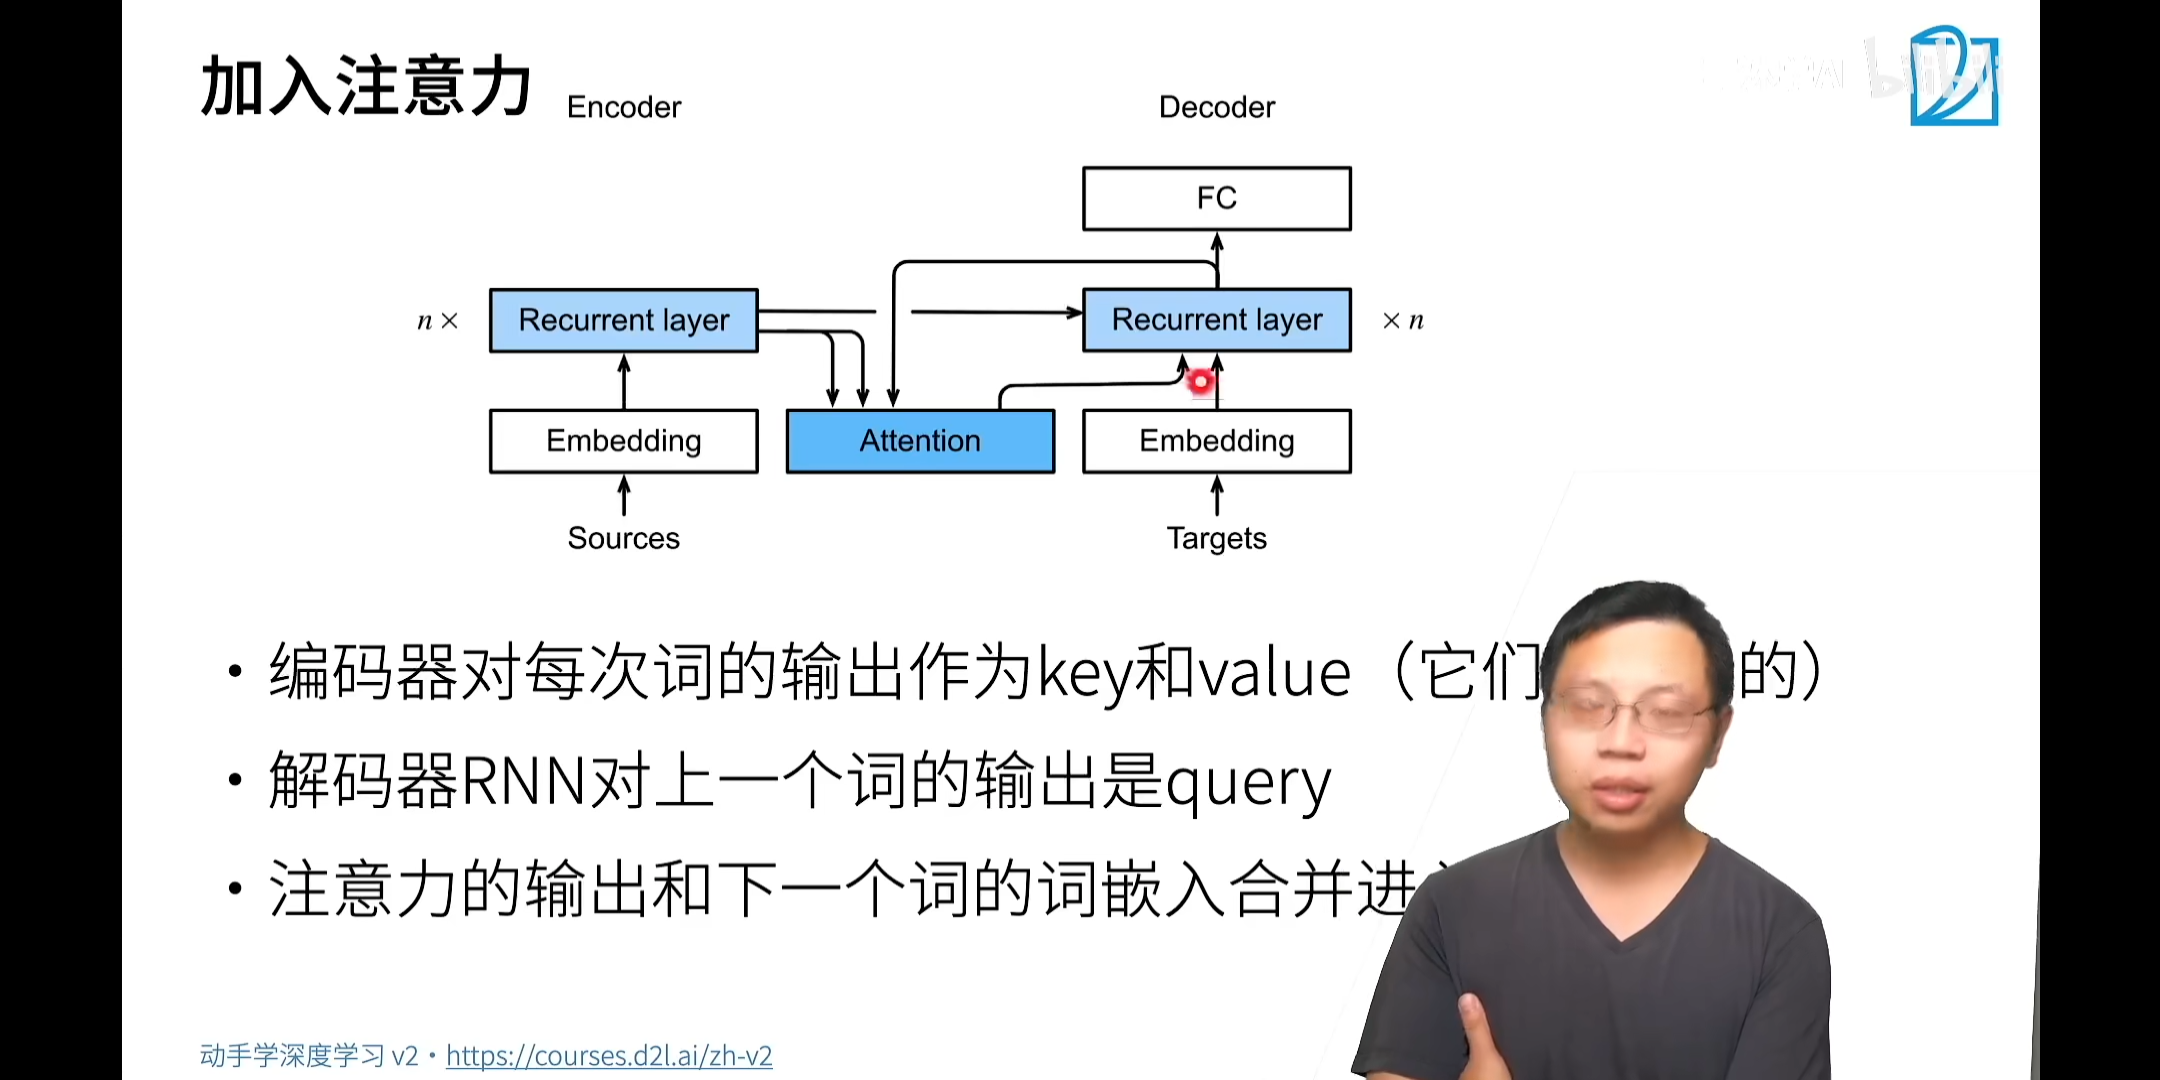 加入注意力
Encoder
Decoder
bilibili
FC
n ×
Recurrent layer
Recurrent layer
× n
Embedding
Attention
Embedding
Sources
Targets
• 编码器对每次词的输出作为key和value（它们 的）
• 解码器RNN对上一个词的输出是query
• 注意力的输出和下一个词的词嵌入合并进
动手学深度学习 v2 • https://courses.d2l.ai/zh-v2